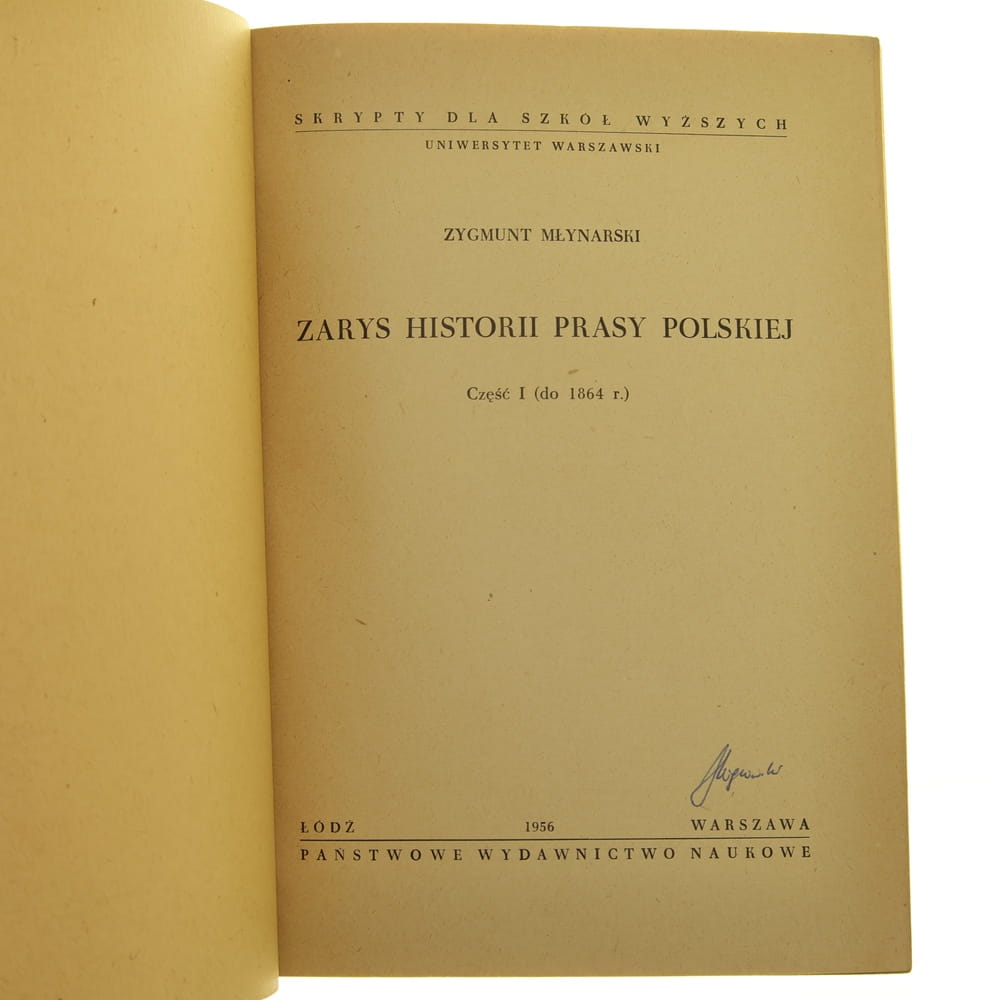 SKRYPTY DLA SZKÓŁ WYŻSZYCH
UNIWERSYTET WARSZAWSKI
ZYGMUNT MŁYNARSKI
ZARYS HISTORII PRASY POLSKIEJ
Część I (do 1864 r.)
ŁÓDŹ 1956 WARSZAWA
PAŃSTWOWE WYDAWNICTWO NAUKOWE